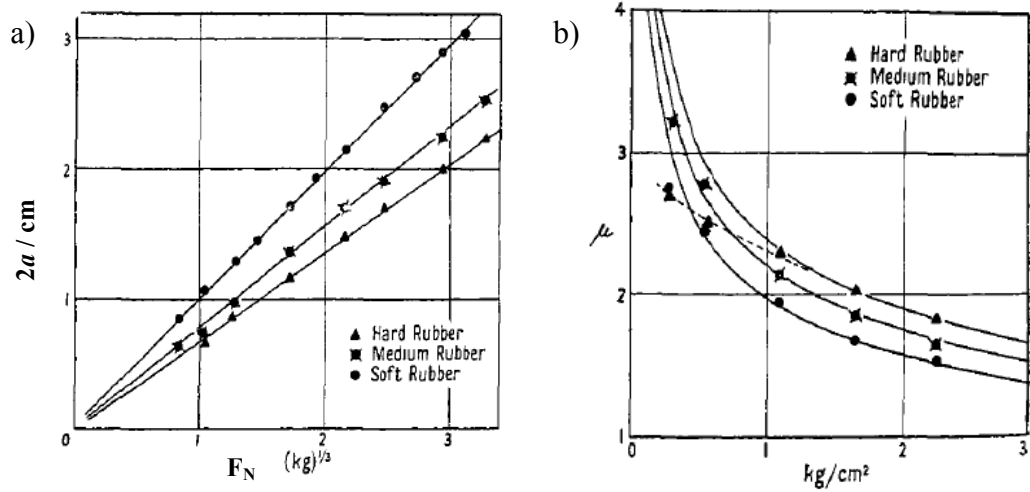 a)
3
2
1
0
2a / cm
Hard Rubber
Medium Rubber
Soft Rubber
1
2
3
F_N (kg)^1/3
b)
4
3
2
1
μ
Hard Rubber
Medium Rubber
Soft Rubber
0
1
2
3
kg/cm²